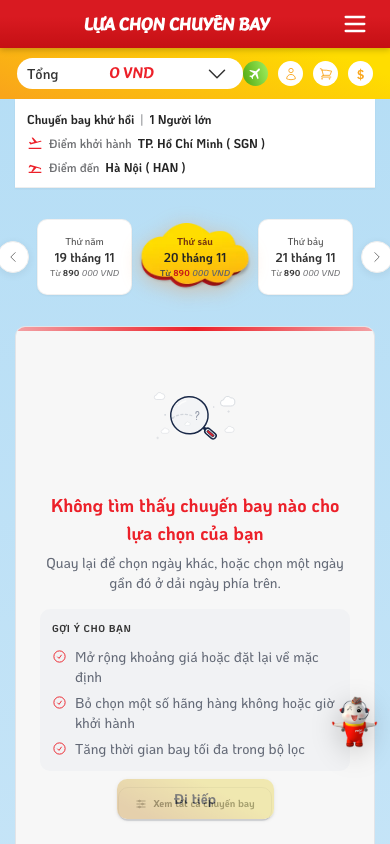 LỰA CHỌN CHUYẾN BAY
Tổng 0 VND
$
Chuyến bay khứ hồi | 1 Người lớn
Điểm khởi hành TP. Hồ Chí Minh ( SGN )
Điểm đến Hà Nội ( HAN )
Thứ năm
19 tháng 11
Từ 890 000 VND
Thứ sáu
20 tháng 11
Từ 890 000 VND
Thứ bảy
21 tháng 11
Từ 890 000 VND
?
Không tìm thấy chuyến bay nào cho
lựa chọn của bạn
Quay lại để chọn ngày khác, hoặc chọn một ngày
gần đó ở dải ngày phía trên.
GỢI Ý CHO BẠN
Mở rộng khoảng giá hoặc đặt lại về mặc
định
Bỏ chọn một số hãng hàng không hoặc giờ
khởi hành
Tăng thời gian bay tối đa trong bộ lọc
Đi tiếp
Xem tất cả chuyến bay